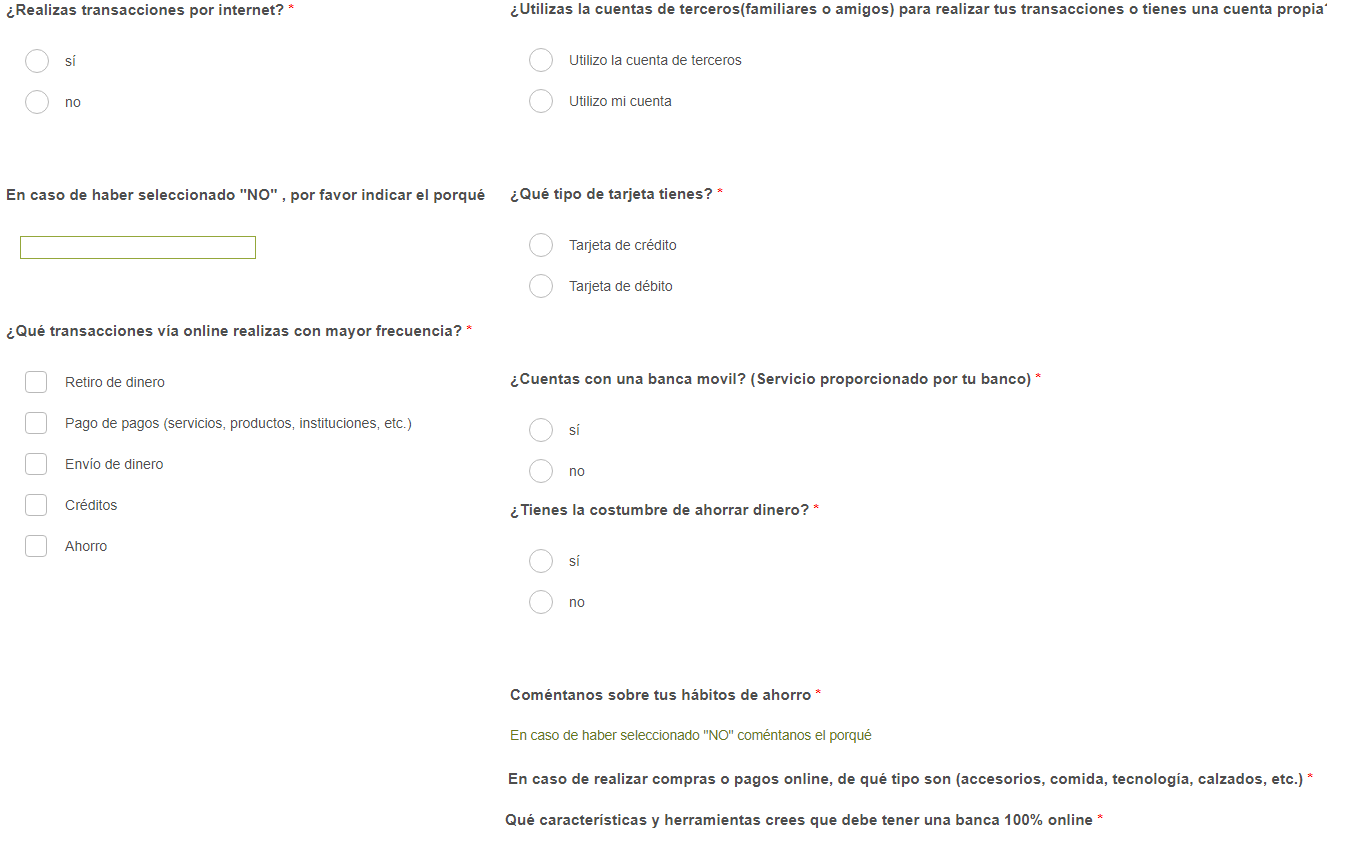 ¿Realizas transacciones por internet? *
sí
no
En caso de haber seleccionado "NO" , por favor indicar el porqué
¿Qué transacciones vía online realizas con mayor frecuencia? *
Retiro de dinero
Pago de pagos (servicios, productos, instituciones, etc.)
Envío de dinero
Créditos
Ahorro
¿Utilizas la cuentas de terceros(familiares o amigos) para realizar tus transacciones o tienes una cuenta propia
Utilizo la cuenta de terceros
Utilizo mi cuenta
¿Qué tipo de tarjeta tienes? *
Tarjeta de crédito
Tarjeta de débito
¿Cuentas con una banca movil? (Servicio proporcionado por tu banco) *
sí
no
¿Tienes la costumbre de ahorrar dinero? *
sí
no
Coméntanos sobre tus hábitos de ahorro *
En caso de haber seleccionado "NO" coméntanos el porqué
En caso de realizar compras o pagos online, de qué tipo son (accesorios, comida, tecnología, calzados, etc.) *
Qué características y herramientas crees que debe tener una banca 100% online *